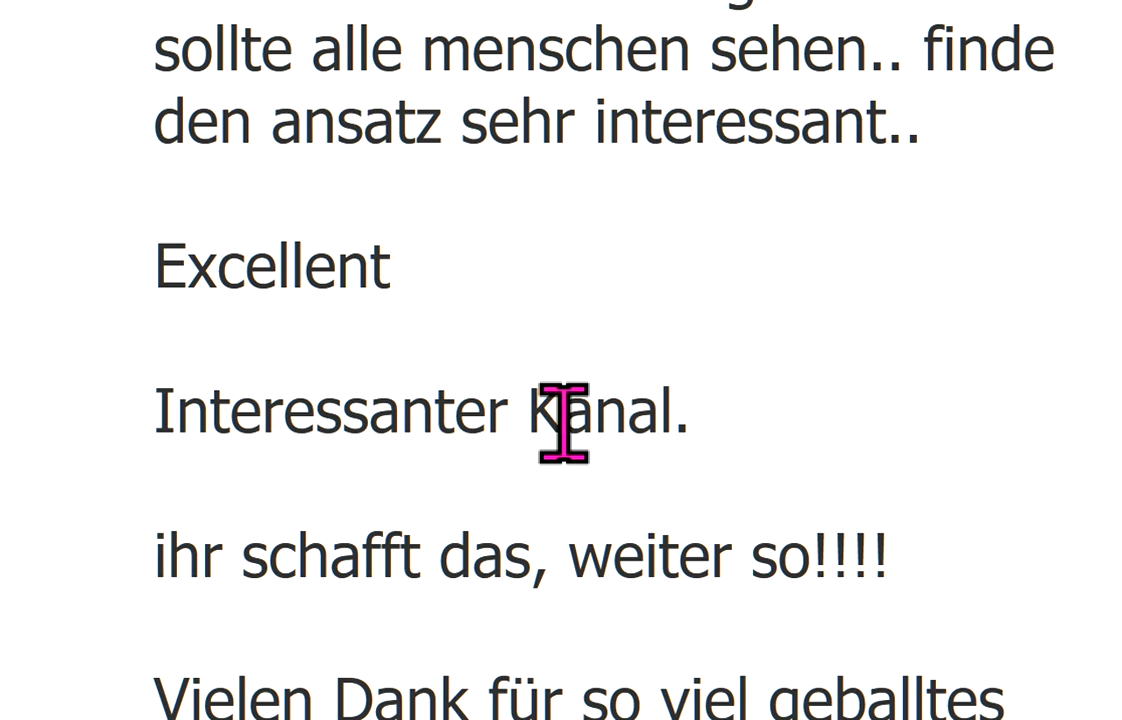 sollte alle menschen sehen.. finde
den ansatz sehr interessant..
Excellent
Interessanter Kanal.
ihr schafft das, weiter so!!!!
Vielen Dank für so viel geballtes